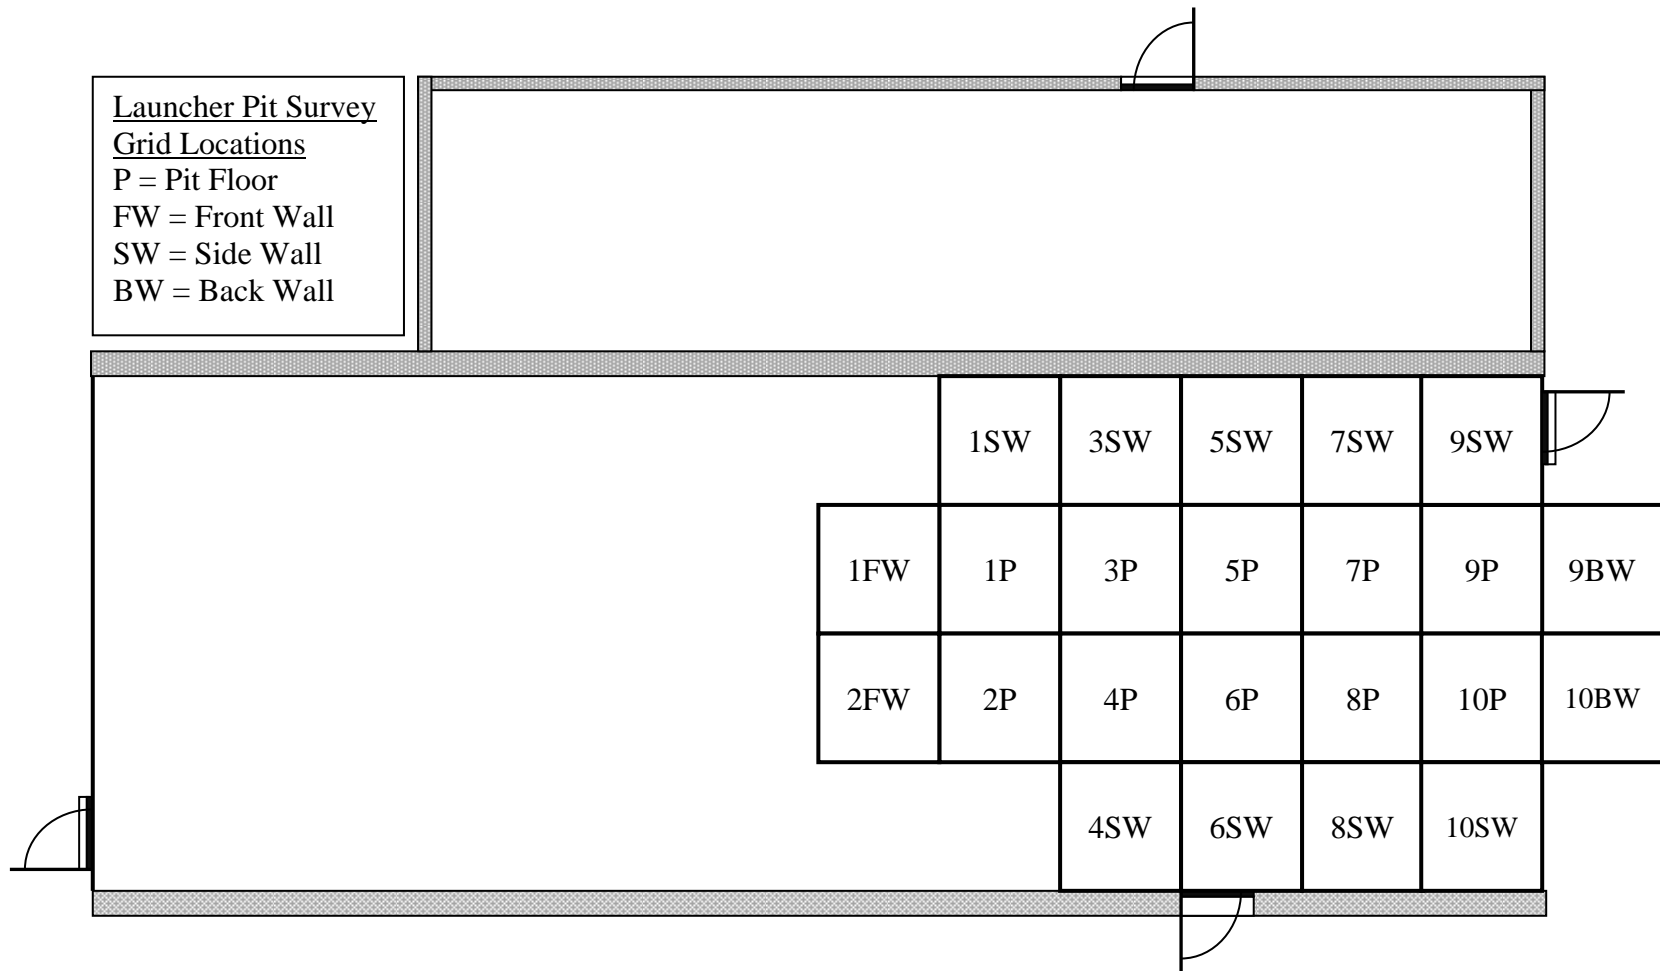 Launcher Pit Survey
Grid Locations
P = Pit Floor
FW = Front Wall
SW = Side Wall
BW = Back Wall
1SW 3SW 5SW 7SW 9SW
1FW 1P 3P 5P 7P 9P 9BW
2FW 2P 4P 6P 8P 10P 10BW
4SW 6SW 8SW 10SW